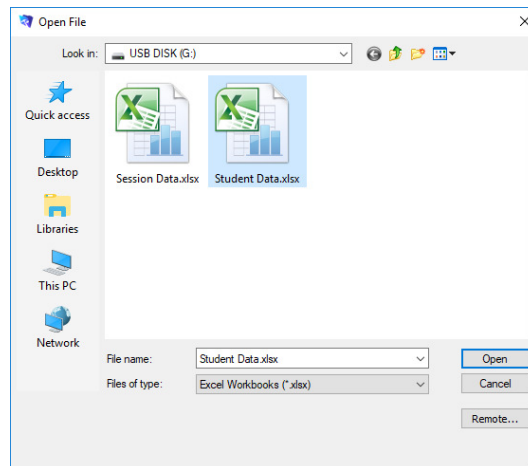 Open File
Look in: USB DISK (G:)
Quick access
Desktop
Libraries
This PC
Network
Session Data.xlsx Student Data.xlsx
File name: Student Data.xlsx Open
Files of type: Excel Workbooks (*.xlsx) Cancel
Remote...